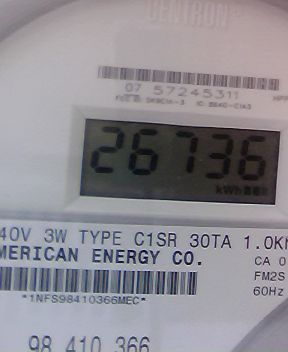 CENTRON®
07 57245311
26736
kWh
40V 3W TYPE C1SR 30TA 1.0K
MERICAN ENERGY CO.
CA 0
FM2S
60Hz
*1NFS98410366MEC*
98 410 366